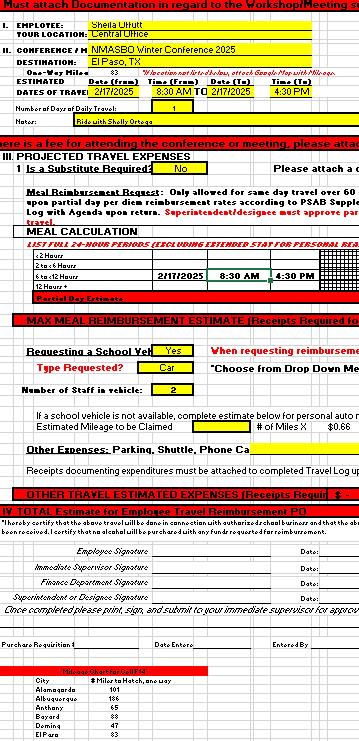 Must attach Documentation in regard to the Workshop/Meeting s
I. EMPLOYEE: Sheila Offutt
YOUR LOCATION: Central Office
II. CONFERENCE / M NMASBO Winter Conference 2025
DESTINATION: El Paso, TX
One-Way Miles 83 *If location not listed below, attach Google Map with Mileage.
ESTIMATED Date (From) Time (From) Date (To) Time (To)
DATES OF TRAVEL 2/17/2025 8:30 AM TO 2/17/2025 4:30 PM
Number of Days of Daily Travel: 1
Notes: Ride with Shelly Ortega
ere is a fee for attending the conference or meeting, please attac
III. PROJECTED TRAVEL EXPENSES
1 Is a Substitute Required? No Please attach a c
Meal Reimbursement Request: Only allowed for same day travel over 60
upon partial per diem reimbursement rates according to PSAB Supple
Log with Agenda upon return. Superintendent/designee must approve par
travel.
MEAL CALCULATION
LIST FULL 24-HOUR PERIODS (EXCLUDING EXTENDED STAY FOR PERSONAL REA
<2 Hours
2 to <6 Hours
6 to <12 Hours 2/17/2025 8:30 AM 4:30 PM
12 Hours +
Partial Day Estimate
MAX MEAL REIMBURSEMENT ESTIMATE (Receipts Required fo
Requesting a School Veh Yes When requesting reimburseme
Type Requested? Car *Choose from Drop Down Me
Number of Staff in vehicle: 2
If a school vehicle is not available, complete estimate below for personal auto r
Estimated Mileage to be Claimed # of Miles X $0.66
Other Expenses: Parking, Shuttle, Phone Ca
Receipts documenting expenditures must be attached to completed Travel Log up
OTHER TRAVEL ESTIMATED EXPENSES (Receipts Requi $ -
IV TOTAL Estimate for Employee Travel Reimbursement PO
"I hereby certify that the above travel will be done in connection with authorized school business and that the abo
been received. I certify that no alcohol will be purchased with any funds requested for reimbursement.
Employee Signature Date:
Immediate Supervisor Signature Date:
Finance Department Signature Date:
Superintendent or Designee Signature Date:
Once completed please print, sign, and submit to your immediate supervisor for approv
Purchase Requisition # Date Entere Entered By
Mileage Chart for Cell F14
City # Miles to Hatch, one way
Alamogordo 101
Albuquerque 186
Anthony 65
Bayard 88
Deming 47
El Paso 83